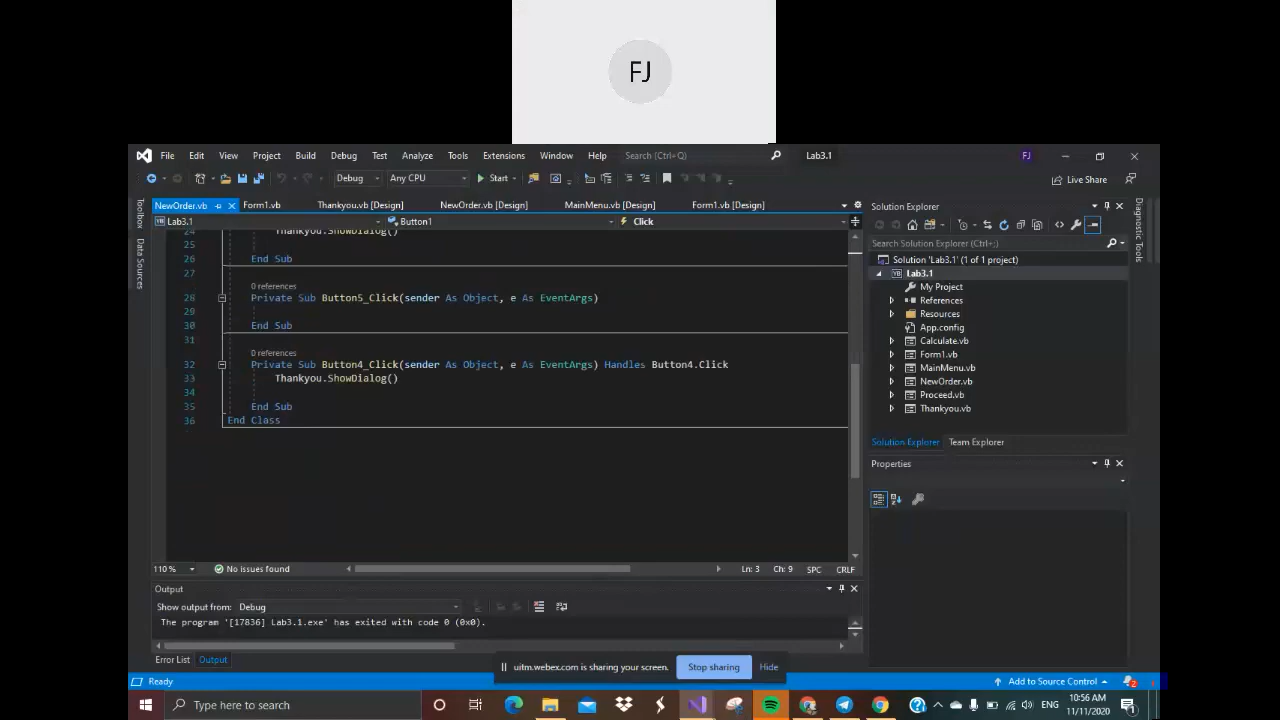 FJ
File Edit View Project Build Debug Test Analyze Tools Extensions Window Help Search (Ctrl+Q) Lab3.1 FJ
Debug Any CPU Start Live Share
NewOrder.vb Form1.vb Thankyou.vb [Design] NewOrder.vb [Design] MainMenu.vb [Design] Form1.vb [Design]
Lab3.1 Button1 Click
24 Thankyou.ShowDialog()
25
26 End Sub
27
0 references
28 Private Sub Button5_Click(sender As Object, e As EventArgs)
29
30 End Sub
31
0 references
32 Private Sub Button4_Click(sender As Object, e As EventArgs) Handles Button4.Click
33 Thankyou.ShowDialog()
34
35 End Sub
36 End Class
110 % No issues found Ln: 3 Ch: 9 SPC CRLF
Output
Show output from: Debug
The program '[17836] Lab3.1.exe' has exited with code 0 (0x0).
Error List Output
Toolbox
Data Sources
Solution Explorer
Search Solution Explorer (Ctrl+;)
Solution 'Lab3.1' (1 of 1 project)
Lab3.1
My Project
References
Resources
App.config
Calculate.vb
Form1.vb
MainMenu.vb
NewOrder.vb
Proceed.vb
Thankyou.vb
Solution Explorer Team Explorer
Properties
Diagnostic Tools
uitm.webex.com is sharing your screen. Stop sharing Hide
Ready Add to Source Control 2
Type here to search ENG 10:56 AM
11/11/2020